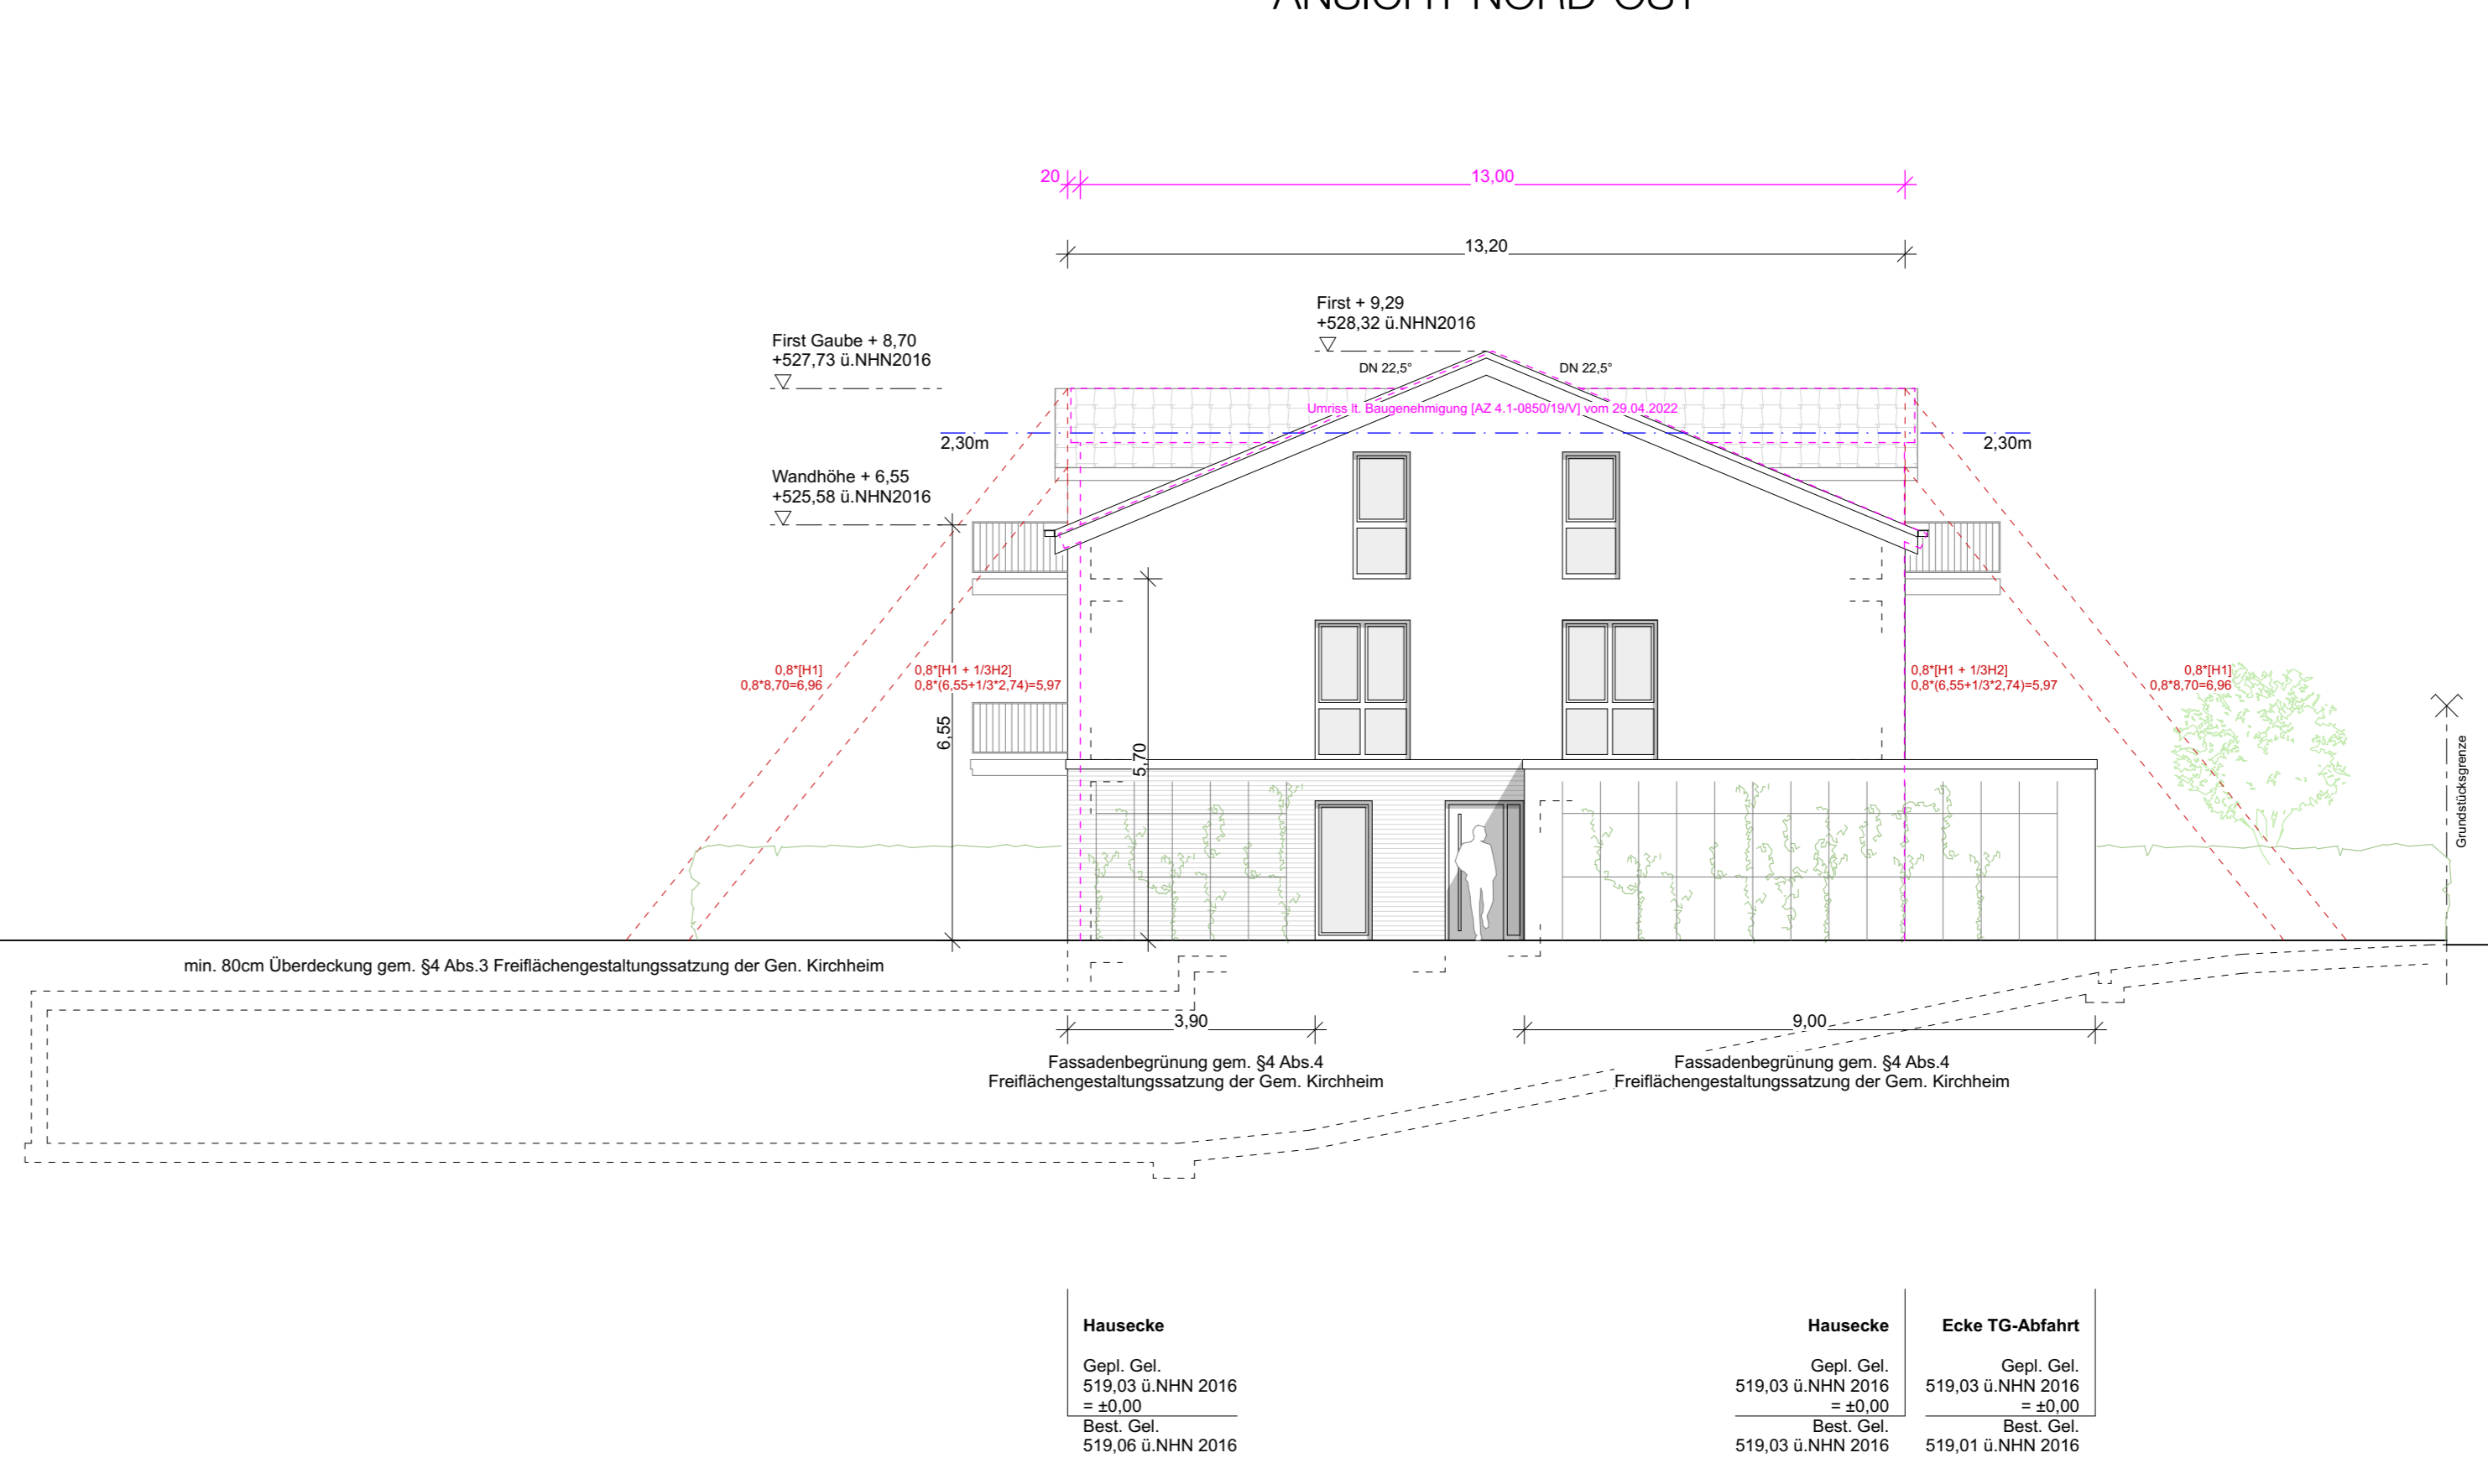 ANSICHT NORD-OST
20
13,00
13,20
First + 9,29
+528,32 ü.NHN2016
First Gaube + 8,70
+527,73 ü.NHN2016
DN 22,5°
DN 22,5°
Umriss lt. Baugenehmigung [AZ 4.1-0850/19/V] vom 29.04.2022
2,30m
2,30m
Wandhöhe + 6,55
+525,58 ü.NHN2016
0,8*[H1]
0,8*8,70=6,96
0,8*[H1 + 1/3H2]
0,8*(6,55+1/3*2,74)=5,97
0,8*[H1 + 1/3H2]
0,8*(6,55+1/3*2,74)=5,97
0,8*[H1]
0,8*8,70=6,96
6,55
5,70
Grundstücksgrenze
min. 80cm Überdeckung gem. §4 Abs.3 Freiflächengestaltungssatzung der Gen. Kirchheim
3,90
9,00
Fassadenbegrünung gem. §4 Abs.4
Freiflächengestaltungssatzung der Gem. Kirchheim
Fassadenbegrünung gem. §4 Abs.4
Freiflächengestaltungssatzung der Gem. Kirchheim
Hausecke
Gepl. Gel.
519,03 ü.NHN 2016
= ±0,00
Best. Gel.
519,06 ü.NHN 2016
Hausecke
Gepl. Gel.
519,03 ü.NHN 2016
= ±0,00
Best. Gel.
519,03 ü.NHN 2016
Ecke TG-Abfahrt
Gepl. Gel.
519,03 ü.NHN 2016
= ±0,00
Best. Gel.
519,01 ü.NHN 2016